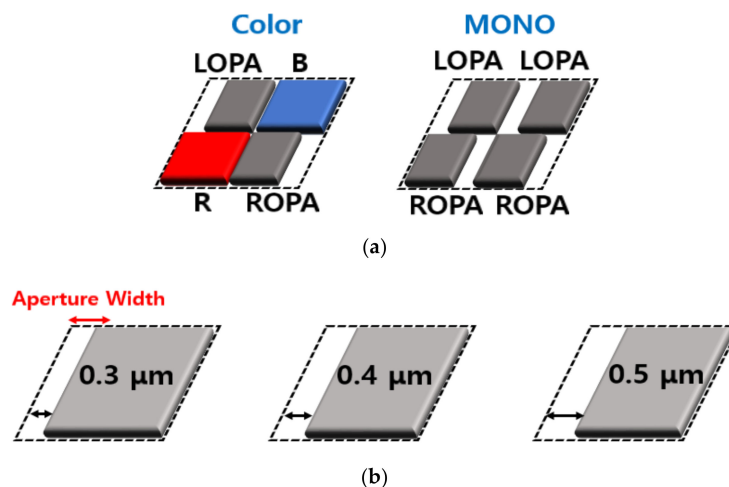 Color MONO
LOPA B LOPA LOPA
R ROPA ROPA ROPA
(a)
Aperture Width
0.3 μm 0.4 μm 0.5 μm
(b)